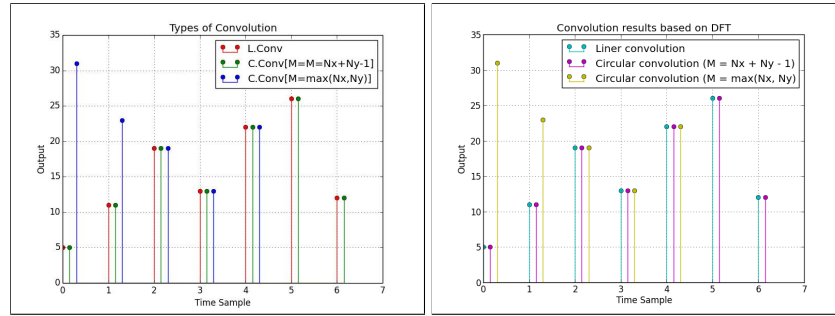 Types of Convolution
L.Conv
C.Conv[M=M=Nx+Ny-1]
C.Conv[M=max(Nx,Ny)]
35
30
25
20
15
10
5
0
Output
0 1 2 3 4 5 6 7
Time Sample
Convolution results based on DFT
Liner convolution
Circular convolution (M = Nx + Ny - 1)
Circular convolution (M = max(Nx, Ny)
35
30
25
20
15
10
5
0
Output
0 1 2 3 4 5 6 7
Time Sample